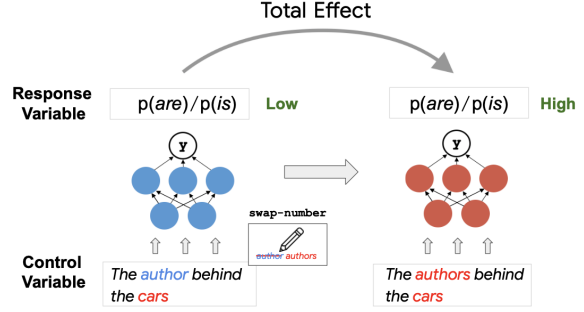 Total Effect
Response
Variable
p(are)/p(is)
Low
p(are)/p(is)
High
y
y
swap-number
author authors
Control
Variable
The author behind
the cars
The authors behind
the cars